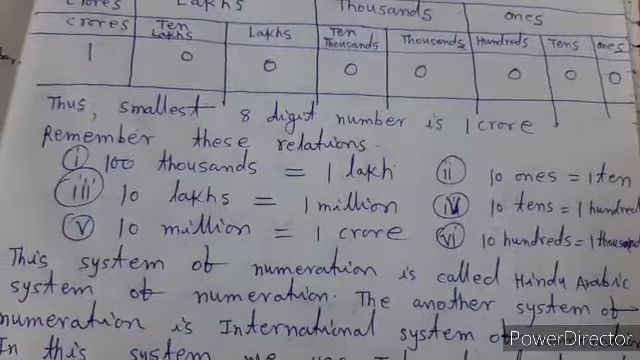 crores Lakhs Thousands ones
crores Ten Lakhs Lakhs Ten Thousands Thousands Hundreds Tens ones
1 0 0 0 0 0 0 0
Thus, smallest 8 digit number is 1 crore
Remember these relations.
(i) 100 thousands = 1 lakh (ii) 10 ones = 1 ten
(iii) 10 lakhs = 1 million (iv) 10 tens = 1 hundred
(v) 10 million = 1 crore (vi) 10 hundreds = 1 thousand
This system of numeration is called Hindu Arabic
system of numeration. The another system of
numeration is International system of
In this system we
PowerDirector